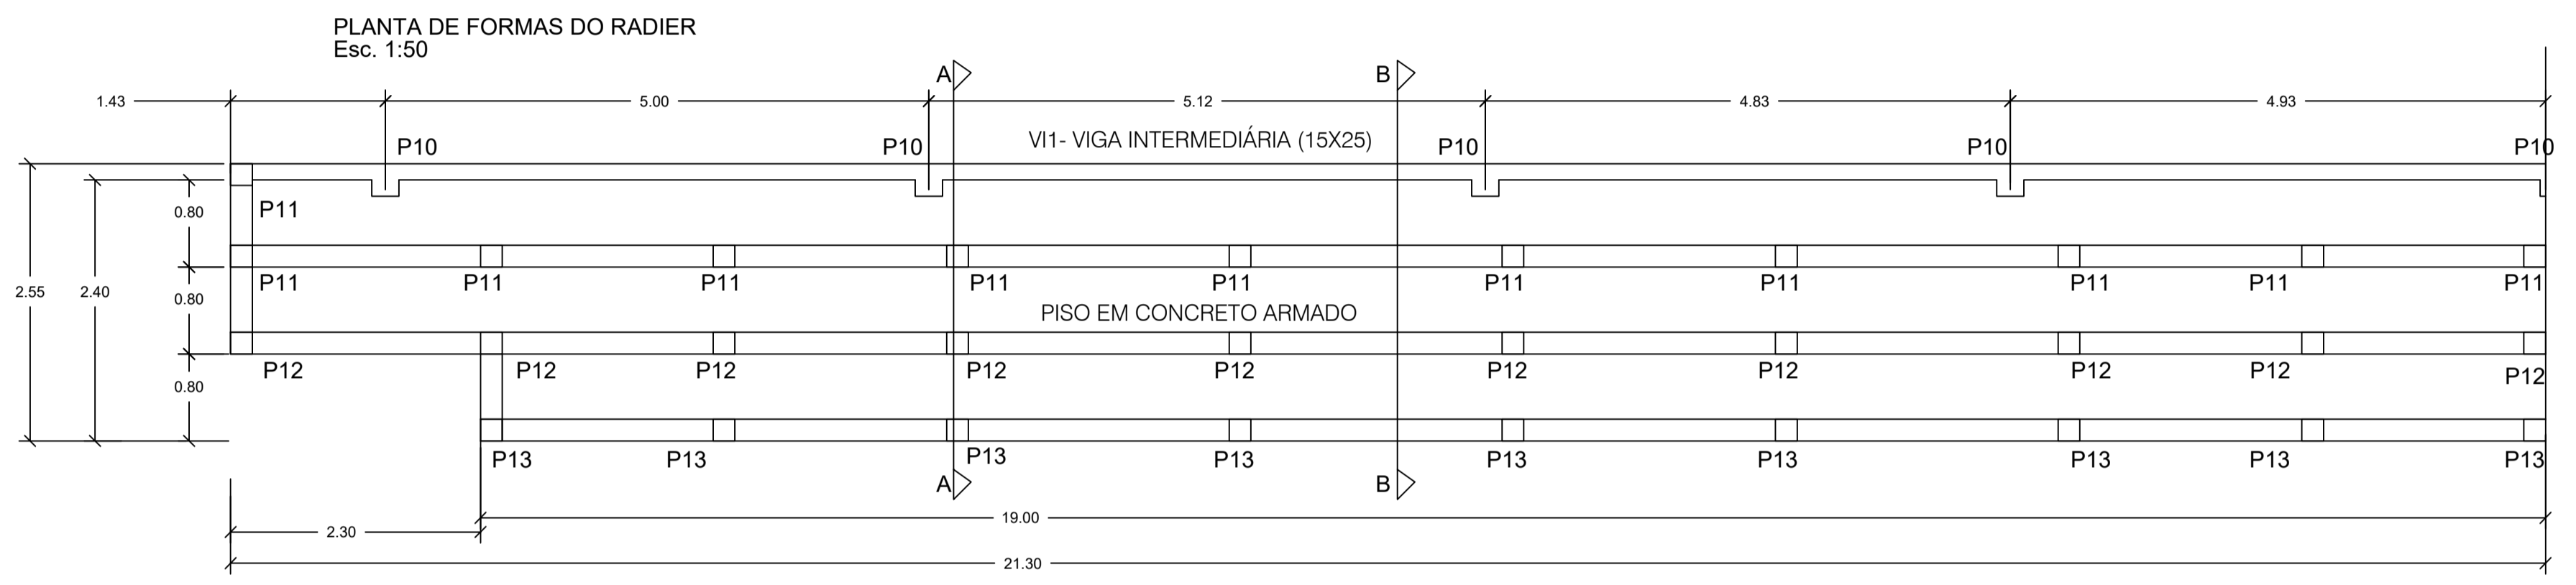 PLANTA DE FORMAS DO RADIER
Esc. 1:50
A B
1.43 5.00 5.12 4.83 4.93
VI1- VIGA INTERMEDIÁRIA (15X25)
P10 P10 P10 P10 P10
P11
0.80
P11 P11 P11 P11 P11 P11 P11 P11 P11 P11
2.55 2.40 0.80
PISO EM CONCRETO ARMADO
P12 P12 P12 P12 P12 P12 P12 P12 P12 P12
0.80
P13 P13 P13 P13 P13 P13 P13 P13 P13
A B
19.00
2.30
21.30